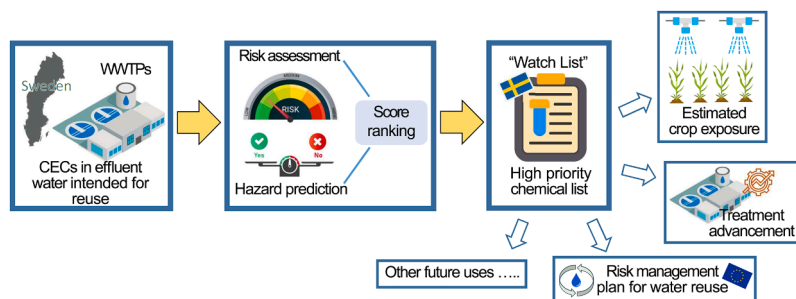 WWTPs
Sweden
CECs in effluent
water intended for
reuse
Risk assessment
LOW
MEDIUM
RISK
Yes
No
Hazard prediction
Score
ranking
“Watch List”
High priority
chemical list
Estimated
crop exposure
Treatment
advancement
Other future uses …..
Risk management
plan for water reuse